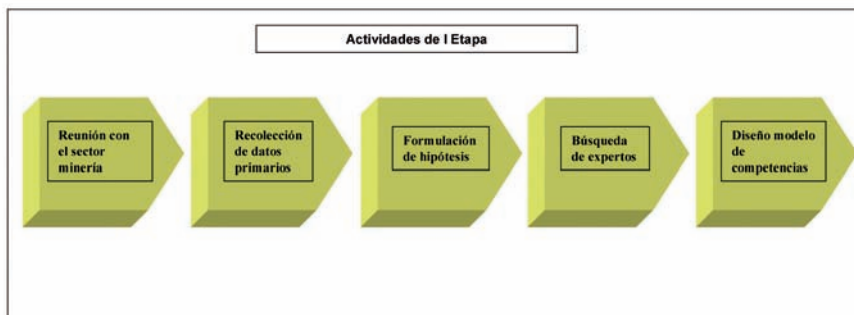 Actividades de I Etapa
Reunión con
el sector
minería
Recolección
de datos
primarios
Formulación
de hipótesis
Búsqueda
de expertos
Diseño modelo
de
competencias